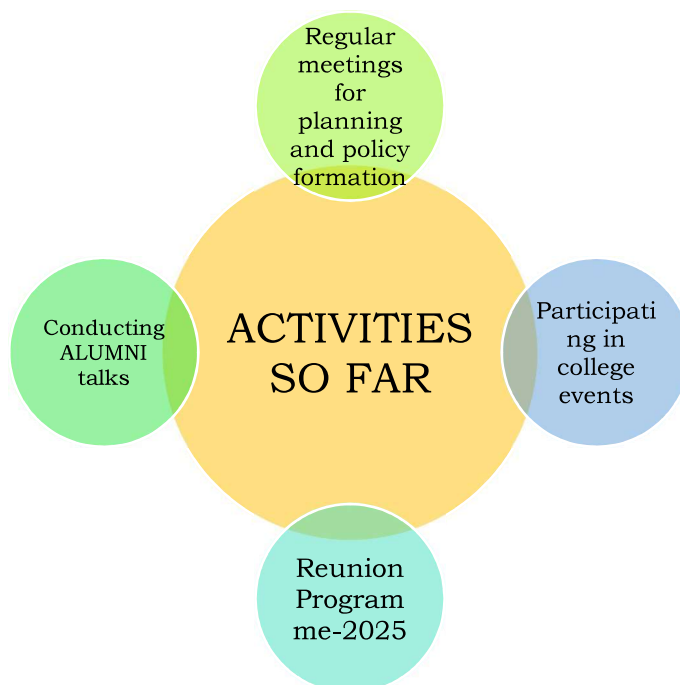 Regular
meetings
for
planning
and policy
formation
Conducting
ALUMNI
talks
ACTIVITIES
SO FAR
Participati
ng in
college
events
Reunion
Program
me-2025